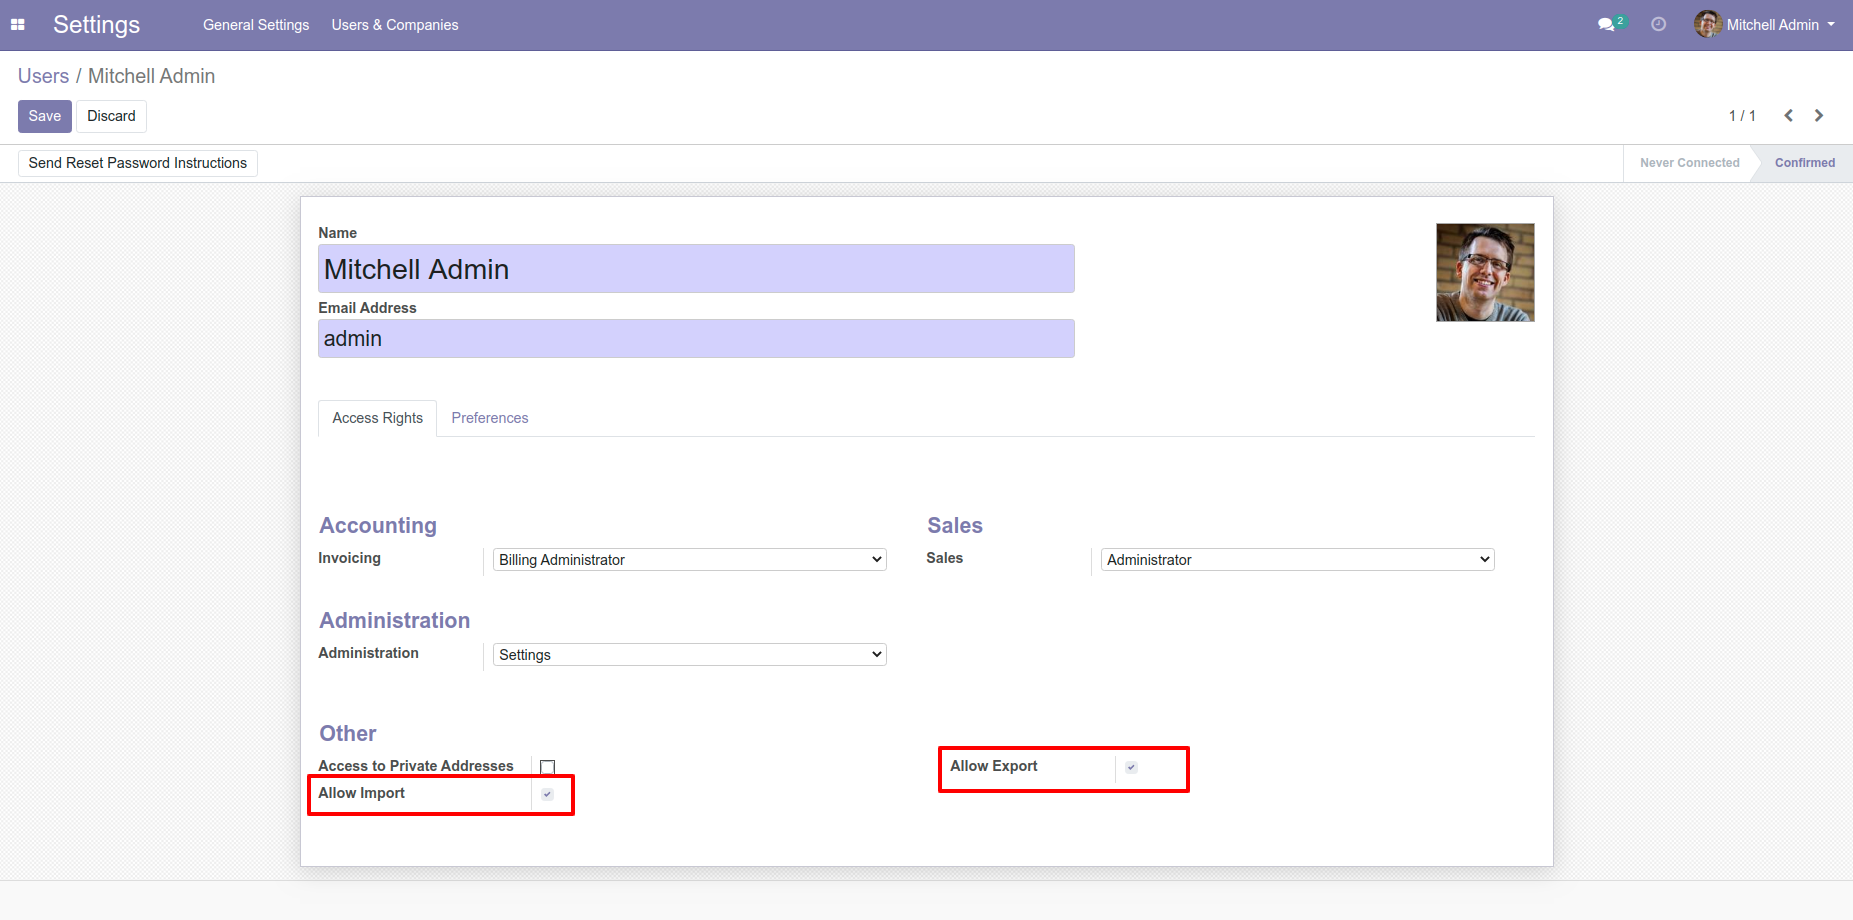 Settings General Settings Users & Companies 2 Mitchell Admin
Users / Mitchell Admin
Save Discard 1 / 1
Send Reset Password Instructions Never Connected Confirmed
Name
Mitchell Admin
Email Address
admin
Access Rights Preferences
Accounting Sales
Invoicing Billing Administrator Sales Administrator
Administration
Administration Settings
Other
Access to Private Addresses Allow Export
Allow Import